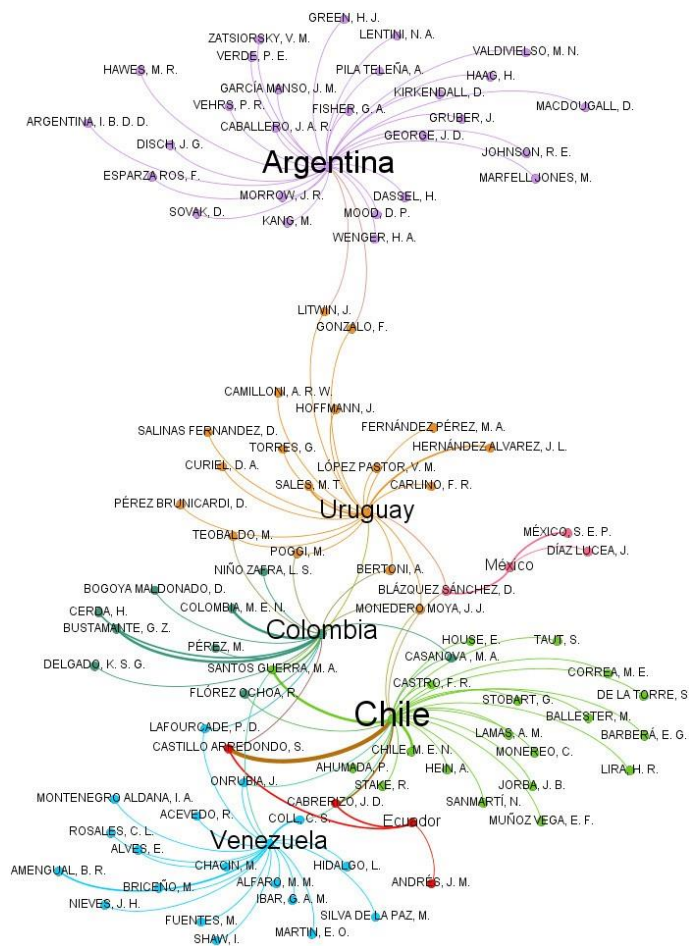 GREEN, H. J.
LENTINI, N. A.
ZATSIORSKY, V. M.
VALDIVIELSO, M. N.
VERDE, P. E.
HAWES, M. R.
PILA TELEÑA, A.
HAAG, H.
GARCÍA MANSO, J. M.
KIRKENDALL, D.
VEHRS, P. R.
FISHER, G. A.
MACDOUGALL, D.
ARGENTINA, I. B. D. D.
CABALLERO, J. A. R.
GRUBER, J.
GEORGE, J. D.
DISCH, J. G.
JOHNSON, R. E.
Argentina
ESPARZA ROS, F.
MARFELL JONES, M.
MORROW, J. R.
DASSEL, H.
SOVAK, D.
MOOD, D. P.
KANG, M.
WENGER, H. A.
LITWIN, J.
GONZALO, F.
CAMILLONI, A. R. W.
HOFFMANN, J.
FERNÁNDEZ PÉREZ, M. A.
SALINAS FERNANDEZ, D.
TORRES, G.
HERNÁNDEZ ALVAREZ, J. L.
CURIEL, D. A.
LÓPEZ PASTOR, V. M.
SALES, M. T.
CARLINO, F. R.
PÉREZ BRUNICARDI, D.
Uruguay
TEOBALDO, M.
MÉXICO, S. E. P.
POGGI, M.
DÍAZ LUCEA, J.
México
NIÑO ZAFRA, L. S.
BERTONI, A.
BOGOYA MALDONADO, D.
BLÁZQUEZ SÁNCHEZ, D.
CERDA, H.
COLOMBIA, M. E. N.
MONEDERO MOYA, J. J.
BUSTAMANTE, G. Z.
Colombia
HOUSE, E.
TAUT, S.
PÉREZ, M.
CASANOVA , M. A.
DELGADO, K. S. G.
SANTOS GUERRA, M. A.
CORREA, M. E.
CASTRO, F. R.
FLÓREZ OCHOA, R.
STOBART, G.
DE LA TORRE, S
Chile
BALLESTER, M.
LAFOURCADE, P. D.
LAMAS, A. M.
BARBERÁ, E. G.
CASTILLO ARREDONDO, S.
CHILE, M. E. N.
MONEREO, C.
AHUMADA, P.
HEIN, A.
LIRA, H. R.
ONRUBIA, J.
STAKE, R.
JORBA, J. B.
MONTENEGRO ALDANA, I. A.
CABRERIZO, J. D.
SANMARTÍ, N.
ACEVEDO, R.
COLL, C. S.
Ecuador
MUÑOZ VEGA, E. F.
ROSALES, C. L.
Venezuela
ALVES, E.
CHACIN, M.
HIDALGO, L.
AMENGUAL, B. R.
BRICEÑO, M.
ALFARO, M. M.
ANDRÉS, J. M.
NIEVES, J. H.
IBAR, G. A. M.
FUENTES, M.
SILVA DE LA PAZ, M.
SHAW, I.
MARTIN, E. O.